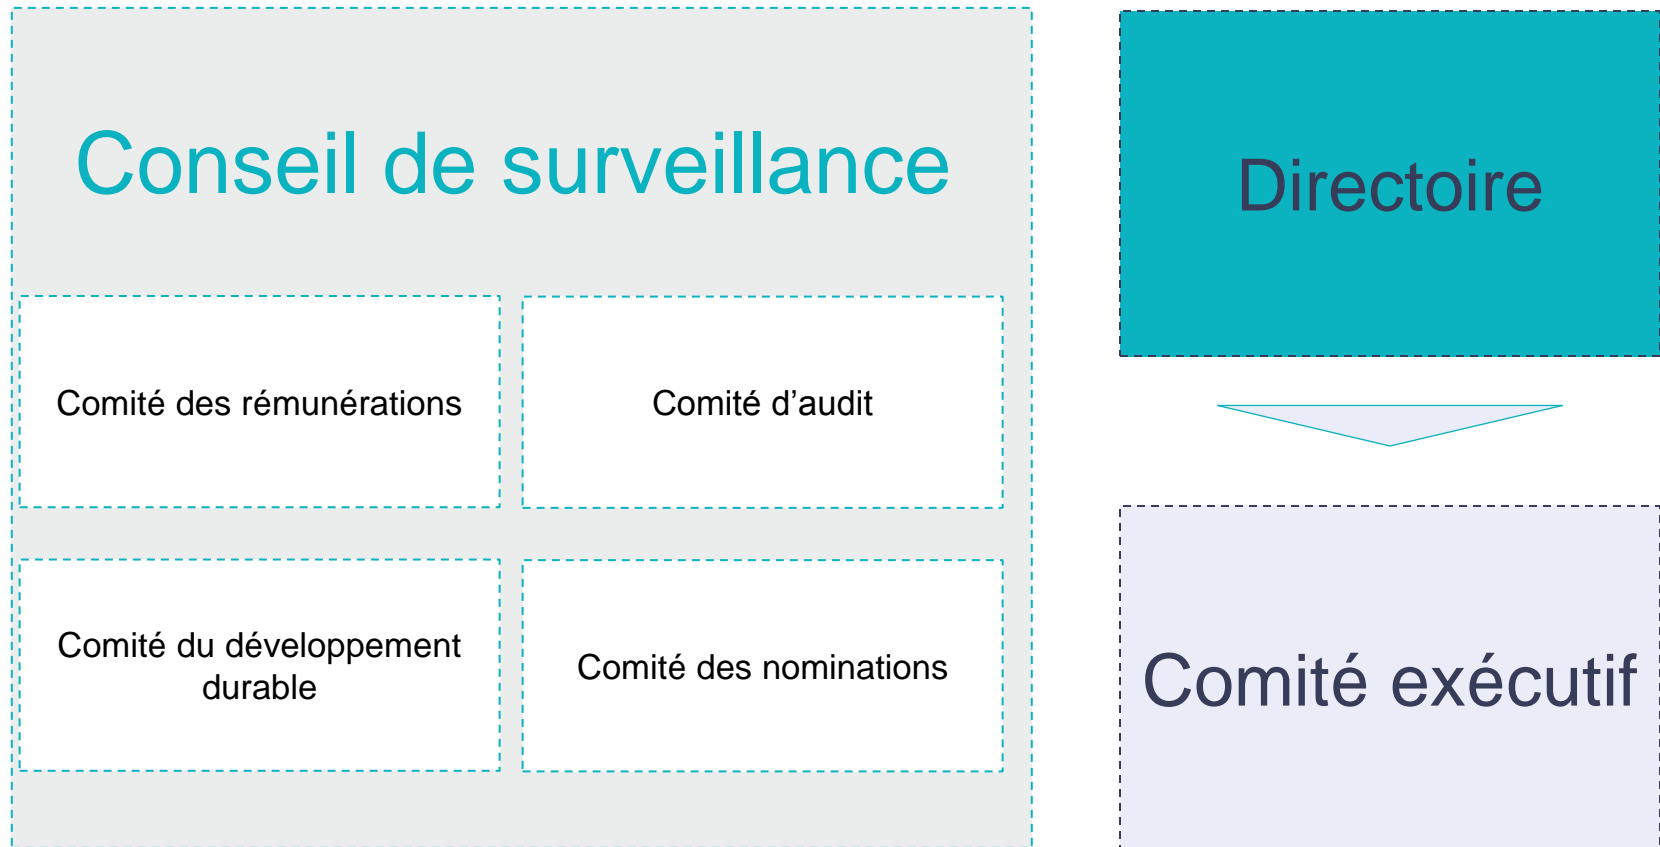 Conseil de surveillance
Comité des rémunérations
Comité d’audit
Comité du développement
durable
Comité des nominations
Directoire
Comité exécutif